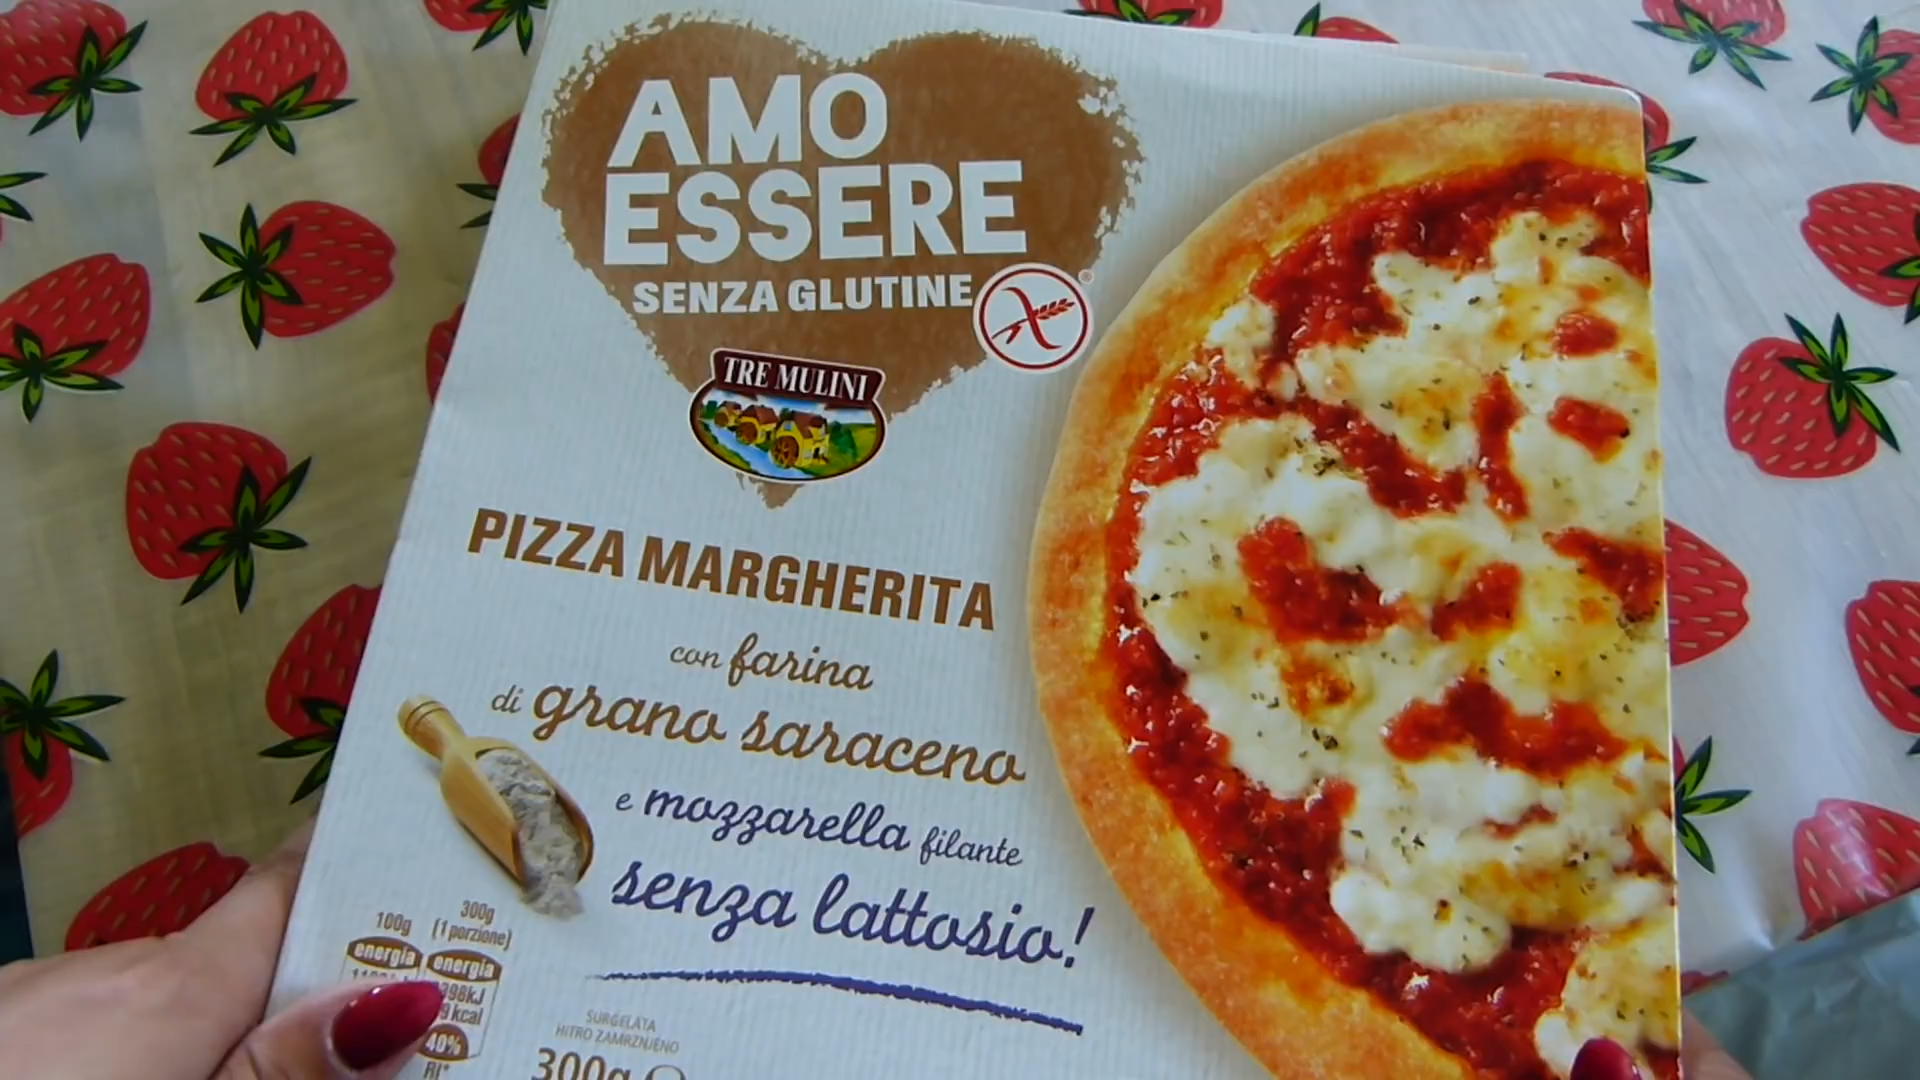 AMO
ESSERE
SENZA GLUTINE
®
TRE MULINI
PIZZA MARGHERITA
con farina
di grano saraceno
e mozzarella filante
senza lattosio!
100g
300g
(1 porzione)
energia
energia
40%
RI*
SURGELATA
HITRO ZAMRZNJENO
300g